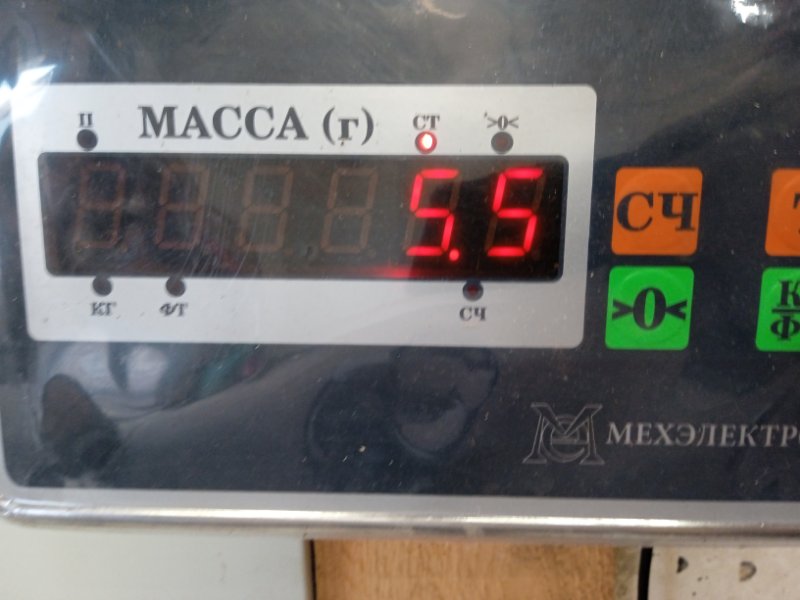 П МАССА (г) СТ >0<
5.5
КГ ФТ СЧ
СЧ
>0<
МЕХЭЛЕКТР